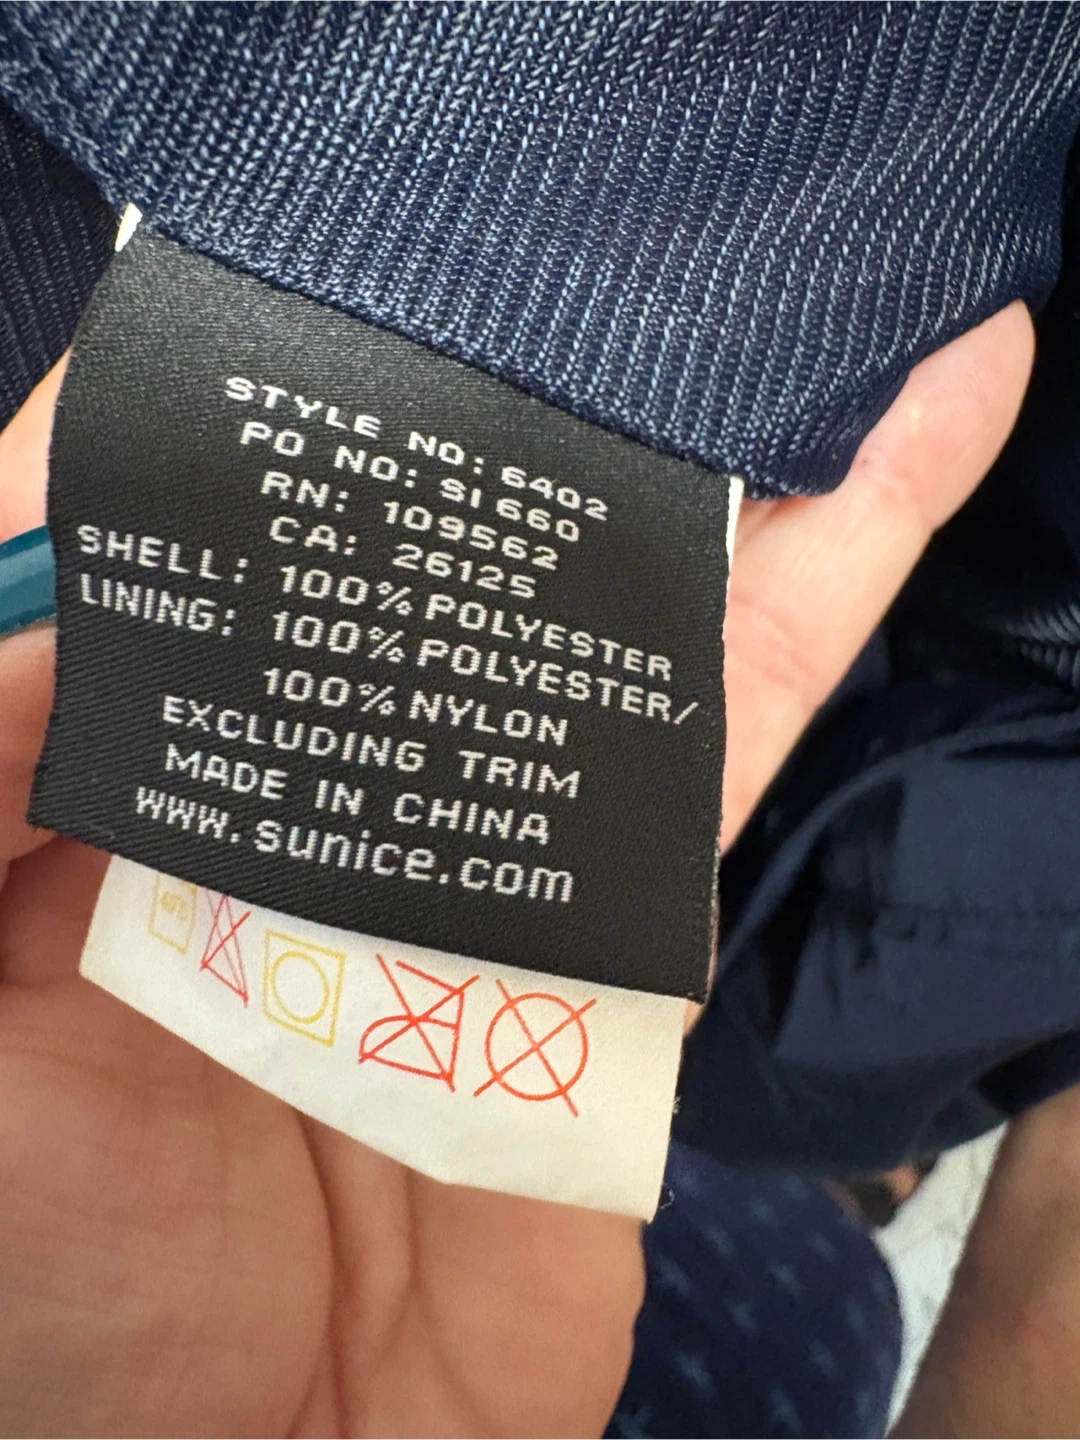 STYLE NO: 6402
PO NO: SI 660
RN: 109562
CA: 26125
SHELL: 100% POLYESTER
LINING: 100% POLYESTER/
100% NYLON
EXCLUDING TRIM
MADE IN CHINA
www.sunice.com